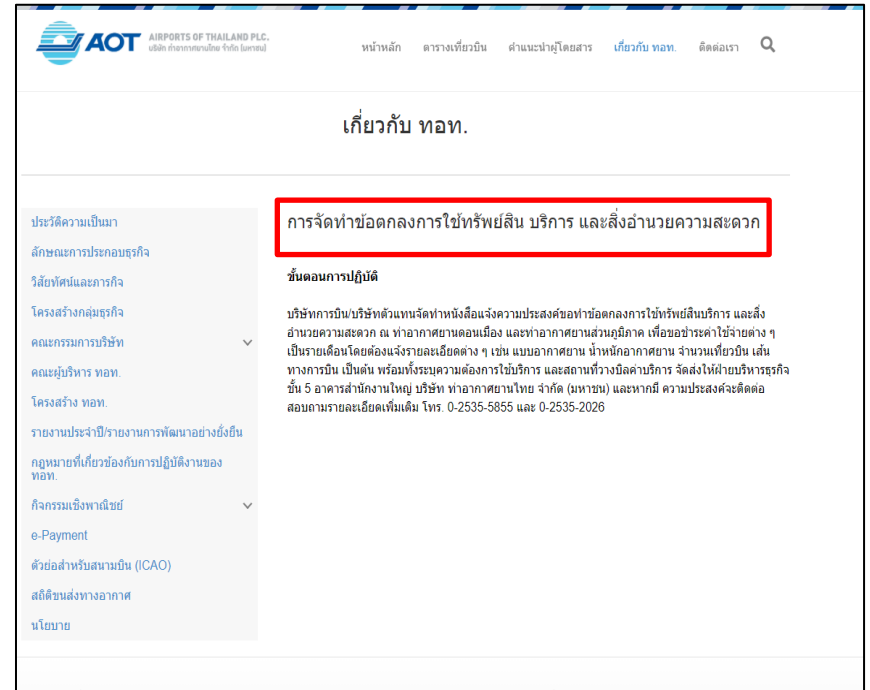 AOT
AIRPORTS OF THAILAND PLC.
บริษัท ท่าอากาศยานไทย จำกัด (มหาชน)
หน้าหลัก ตารางเที่ยวบิน คำแนะนำผู้โดยสาร เกี่ยวกับ ทอท. ติดต่อเรา
เกี่ยวกับ ทอท.
ประวัติความเป็นมา
ลักษณะการประกอบธุรกิจ
วิสัยทัศน์และภารกิจ
โครงสร้างกลุ่มธุรกิจ
คณะกรรมการบริษัท
คณะผู้บริหาร ทอท.
โครงสร้าง ทอท.
รายงานประจำปี/รายงานการพัฒนาอย่างยั่งยืน
กฎหมายที่เกี่ยวข้องกับการปฏิบัติงานของ
ทอท.
กิจกรรมเชิงพาณิชย์
e-Payment
ตัวย่อสำหรับสนามบิน (ICAO)
สถิติขนส่งทางอากาศ
นโยบาย
การจัดทำข้อตกลงการใช้ทรัพย์สิน บริการ และสิ่งอำนวยความสะดวก
ขั้นตอนการปฏิบัติ
บริษัทการบิน/บริษัทตัวแทนจัดทำหนังสือแจ้งความประสงค์ขอทำข้อตกลงการใช้ทรัพย์สินบริการ และสิ่ง
อำนวยความสะดวก ณ ท่าอากาศยานดอนเมือง และท่าอากาศยานส่วนภูมิภาค เพื่อขอชำระค่าใช้จ่ายต่าง ๆ
เป็นรายเดือนโดยต้องแจ้งรายละเอียดต่าง ๆ เช่น แบบอากาศยาน น้ำหนักอากาศยาน จำนวนเที่ยวบิน เส้น
ทางการบิน เป็นต้น พร้อมทั้งระบุความต้องการใช้บริการ และสถานที่วางบิลค่าบริการ จัดส่งให้ฝ่ายบริหารธุรกิจ
ชั้น 5 อาคารสำนักงานใหญ่ บริษัท ท่าอากาศยานไทย จำกัด (มหาชน) และหากมี ความประสงค์จะติดต่อ
สอบถามรายละเอียดเพิ่มเติม โทร. 0-2535-5855 และ 0-2535-2026